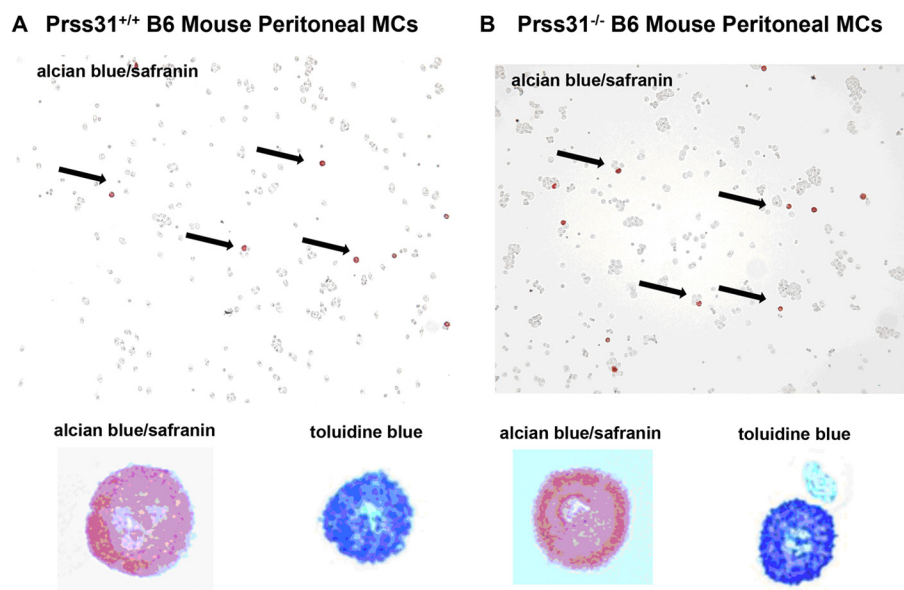 A Prss31+/+ B6 Mouse Peritoneal MCs
B Prss31-/- B6 Mouse Peritoneal MCs
alcian blue/safranin
alcian blue/safranin
alcian blue/safranin
toluidine blue
alcian blue/safranin
toluidine blue